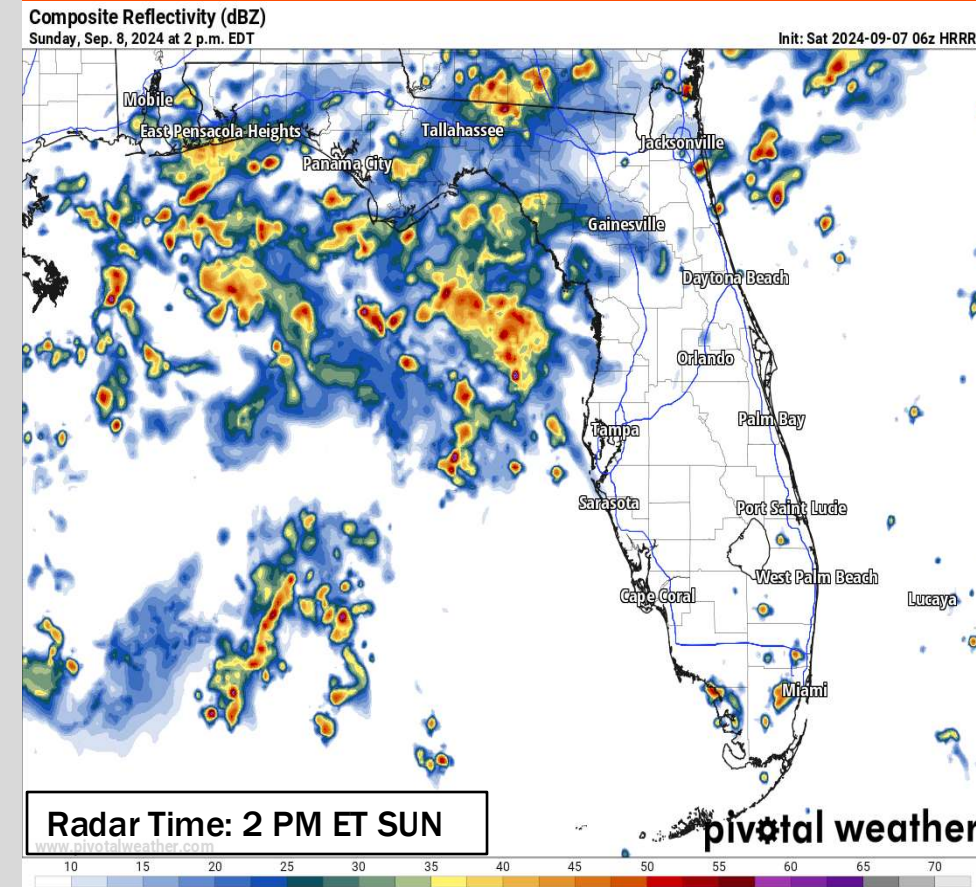 Composite Reflectivity (dBZ)
Sunday, Sep. 8, 2024 at 2 p.m. EDT Init: Sat 2024-09-07 06z HRRR
Mobile
East Pensacola Heights
Tallahassee
Jacksonville
Panama City
Gainesville
Daytona Beach
Orlando
Palm Bay
Tampa
Sarasota
Port Saint Lucie
West Palm Beach
Cape Coral
Lucaya
Miami
Radar Time: 2 PM ET SUN
pivotal weather
www.pivotalweather.com
10 15 20 25 30 35 40 45 50 55 60 65 70